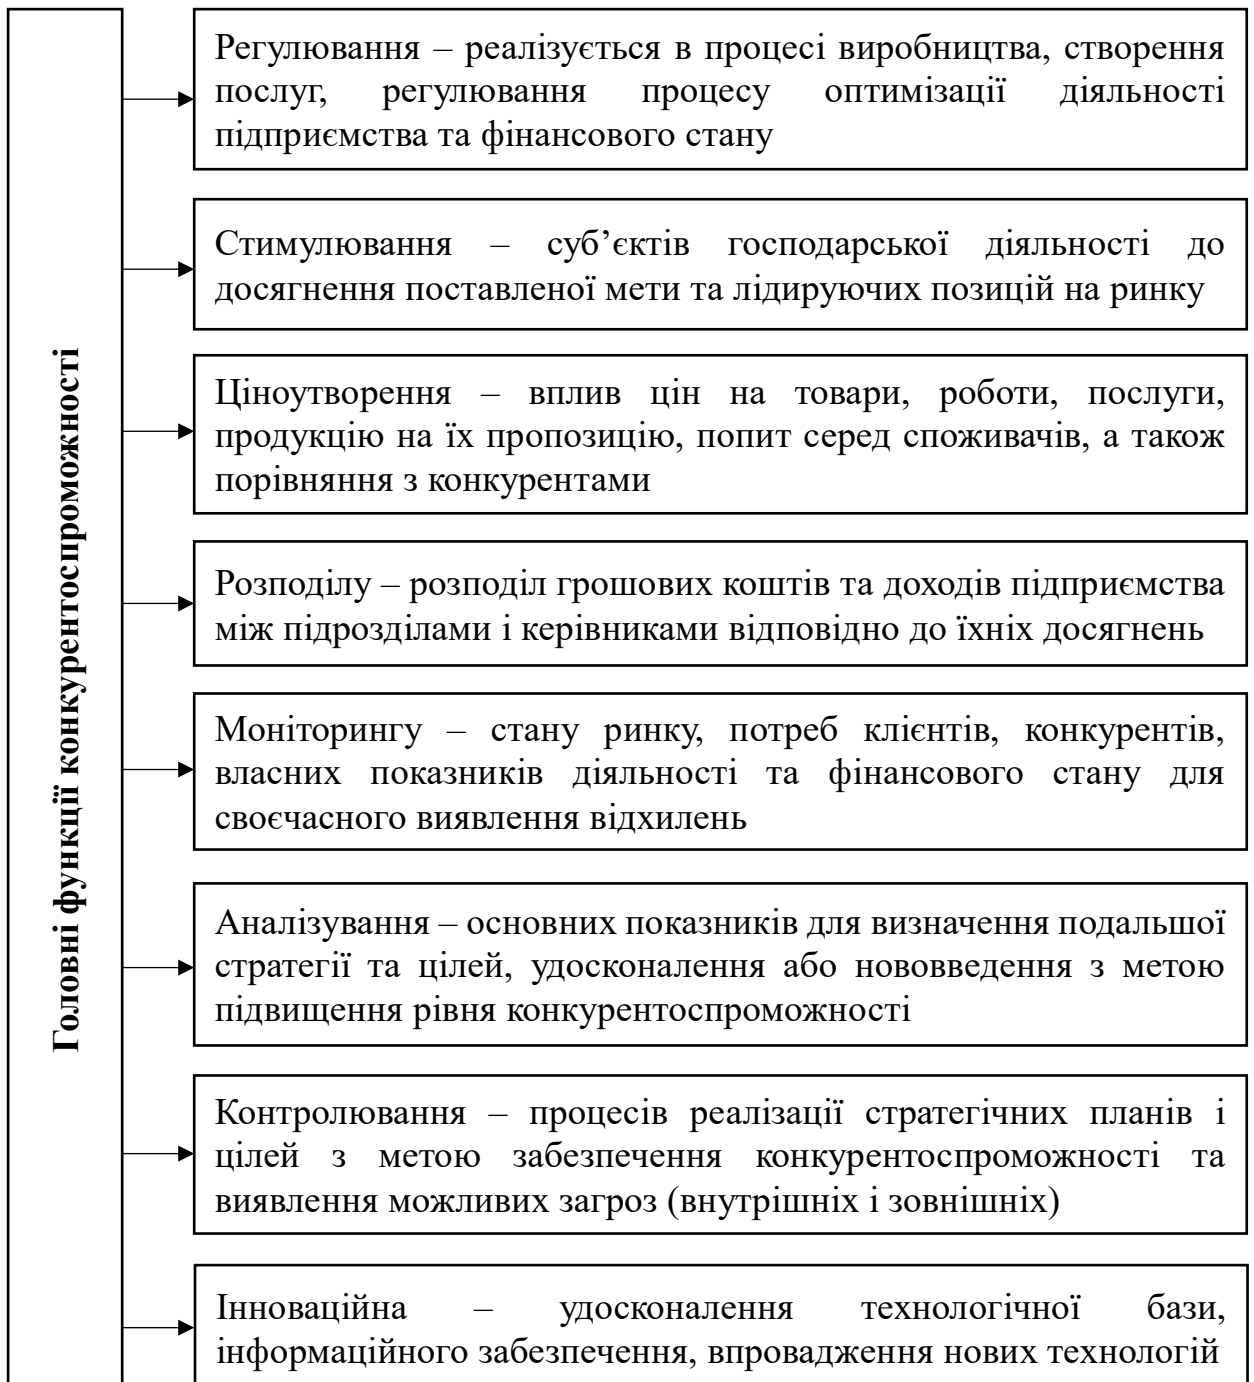 Головні функції конкурентоспроможності
Регулювання – реалізується в процесі виробництва, створення
послуг, регулювання процесу оптимізації діяльності
підприємства та фінансового стану
Стимулювання – суб’єктів господарської діяльності до
досягнення поставленої мети та лідируючих позицій на ринку
Ціноутворення – вплив цін на товари, роботи, послуги,
продукцію на їх пропозицію, попит серед споживачів, а також
порівняння з конкурентами
Розподілу – розподіл грошових коштів та доходів підприємства
між підрозділами і керівниками відповідно до їхніх досягнень
Моніторингу – стану ринку, потреб клієнтів, конкурентів,
власних показників діяльності та фінансового стану для
своєчасного виявлення відхилень
Аналізування – основних показників для визначення подальшої
стратегії та цілей, удосконалення або нововведення з метою
підвищення рівня конкурентоспроможності
Контролювання – процесів реалізації стратегічних планів і
цілей з метою забезпечення конкурентоспроможності та
виявлення можливих загроз (внутрішніх і зовнішніх)
Інноваційна – удосконалення технологічної бази,
інформаційного забезпечення, впровадження нових технологій